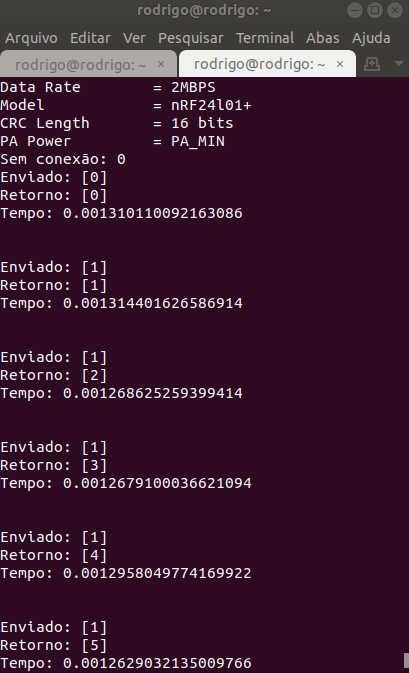 rodrigo@rodrigo: ~
Arquivo Editar Ver Pesquisar Terminal Abas Ajuda
rodrigo@rodrigo: ~ × rodrigo@rodrigo: ~ ×
Data Rate = 2MBPS
Model = nRF24l01+
CRC Length = 16 bits
PA Power = PA_MIN
Sem conexão: 0
Enviado: [0]
Retorno: [0]
Tempo: 0.001310110092163086
Enviado: [1]
Retorno: [1]
Tempo: 0.001314401626586914
Enviado: [1]
Retorno: [2]
Tempo: 0.001268625259399414
Enviado: [1]
Retorno: [3]
Tempo: 0.0012679100036621094
Enviado: [1]
Retorno: [4]
Tempo: 0.0012958049774169922
Enviado: [1]
Retorno: [5]
Tempo: 0.0012629032135009766